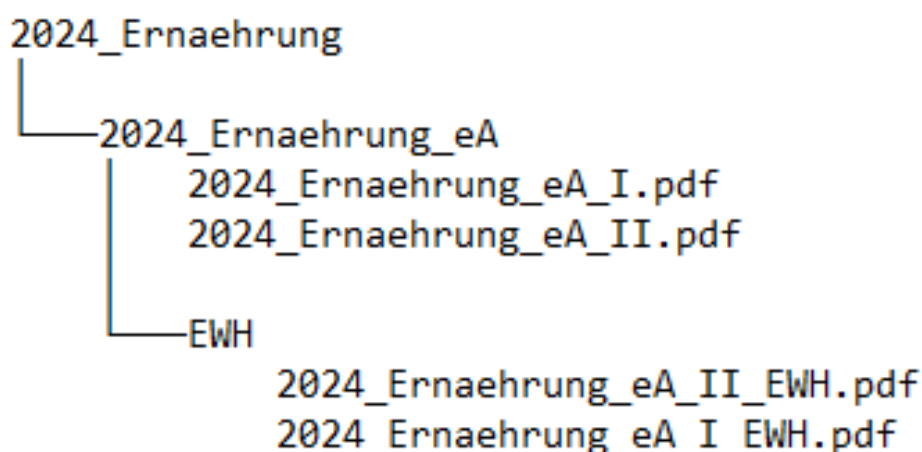 2024_Ernaehrung
2024_Ernaehrung_eA
2024_Ernaehrung_eA_I.pdf
2024_Ernaehrung_eA_II.pdf
EWH
2024_Ernaehrung_eA_II_EWH.pdf
2024_Ernaehrung_eA_I_EWH.pdf